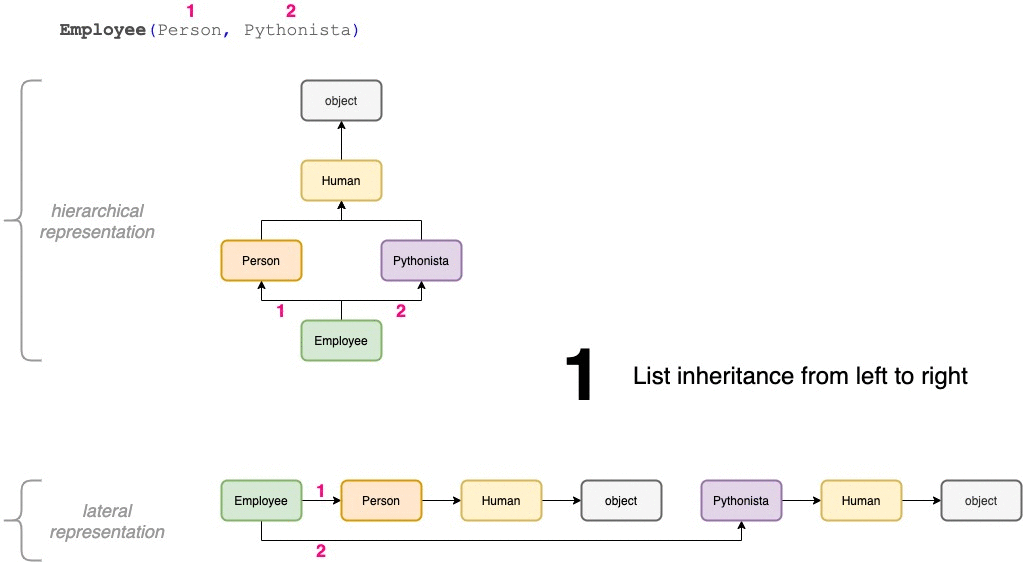 1 2
Employee(Person, Pythonista)
object
Human
hierarchical
representation
Person Pythonista
1 2
Employee
1 List inheritance from left to right
Employee 1 Person Human object Pythonista Human object
lateral
representation
2